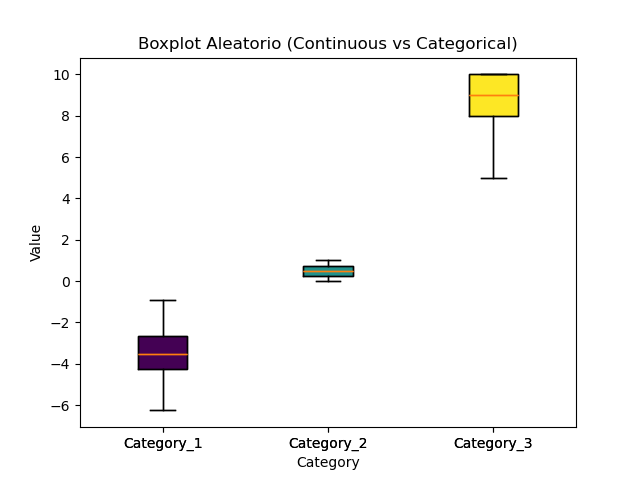 Boxplot Aleatorio (Continuous vs Categorical)
Value
10
8
6
4
2
0
−2
−4
−6
Category_1 Category_2 Category_3
Category